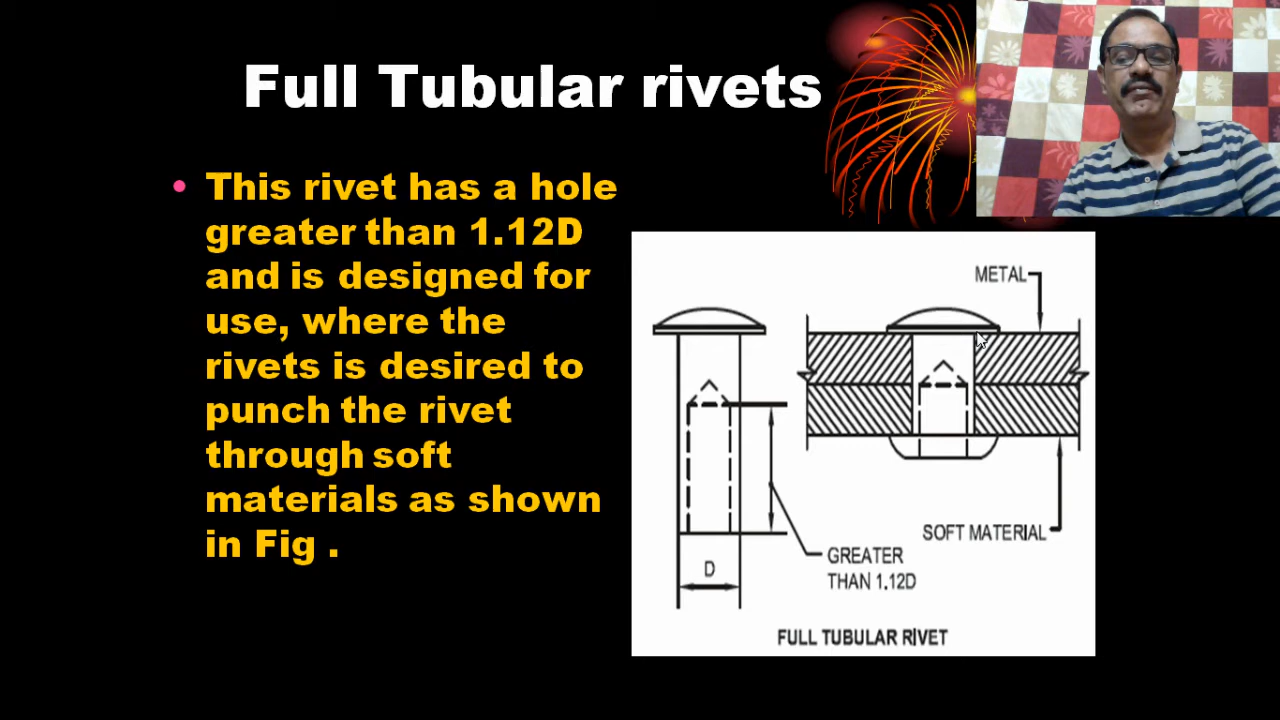 Full Tubular rivets
• This rivet has a hole
greater than 1.12D
and is designed for
use, where the
rivets is desired to
punch the rivet
through soft
materials as shown
in Fig .
METAL
SOFT MATERIAL
GREATER
THAN 1.12D
D
FULL TUBULAR RIVET